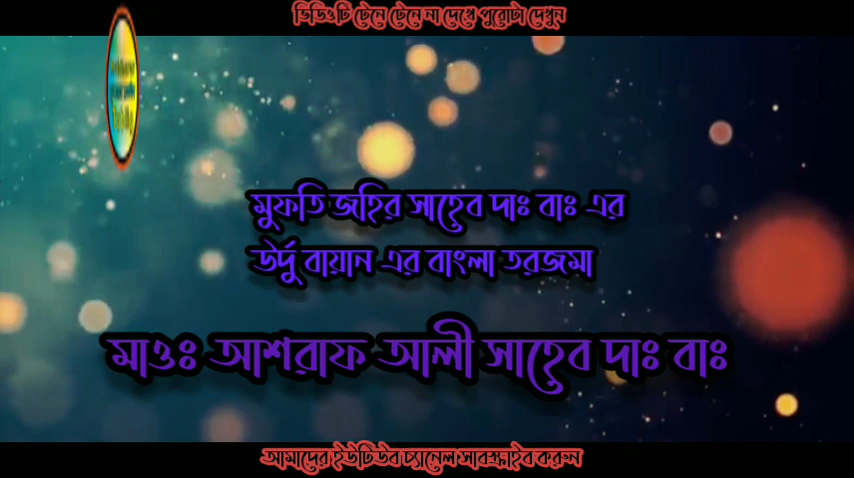 ভিডিওটি টেনে টেনে না দেখে পুরোটা দেখুন
মুফতি জহির সাহেব দাঃ বাঃ এর
উর্দু বায়ান এর বাংলা তরজমা
মাওঃ আশরাফ আলী সাহেব দাঃ বাঃ
আমাদের ইউটিউব চ্যানেল সাবস্ক্রাইব করুন